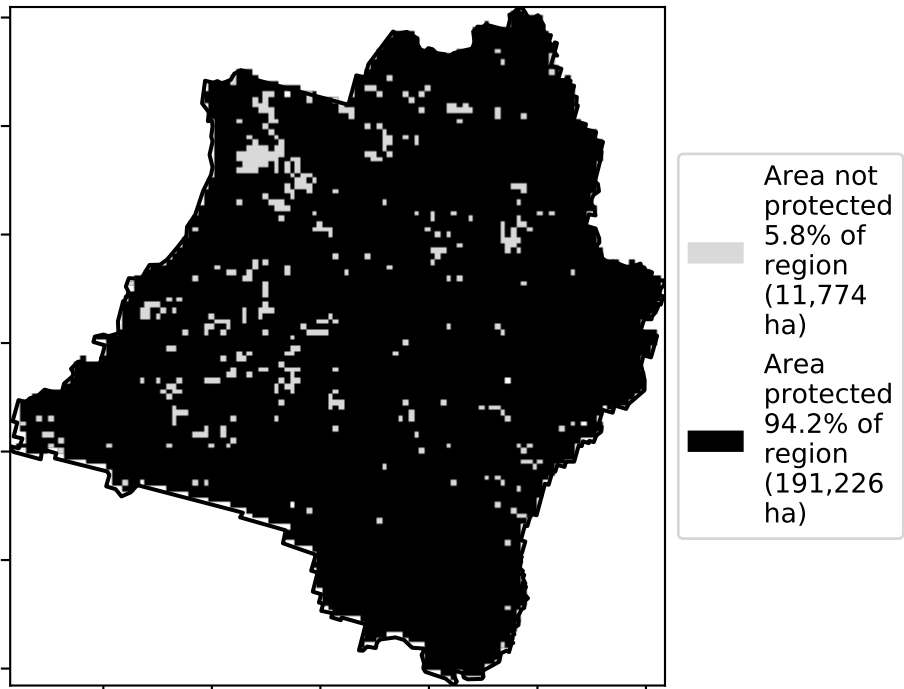 Area not
protected
5.8% of
region
(11,774
ha)
Area
protected
94.2% of
region
(191,226
ha)